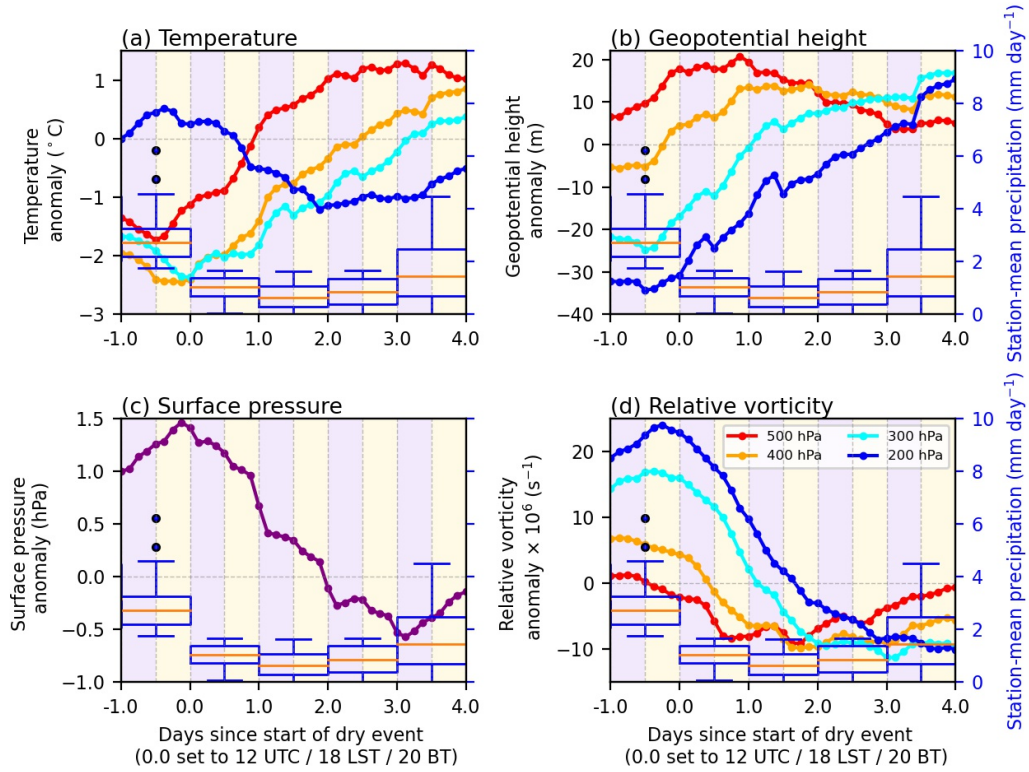 (a) Temperature
(b) Geopotential height
Temperature
anomaly (°C)
1
0
−1
−2
−3
-1.0 0.0 1.0 2.0 3.0 4.0
Geopotential height
anomaly (m)
20
10
0
−10
−20
−30
−40
-1.0 0.0 1.0 2.0 3.0 4.0
10
8
6
4
2
0
Station-mean precipitation (mm day−1)
(c) Surface pressure
(d) Relative vorticity
Surface pressure
anomaly (hPa)
1.5
1.0
0.5
0.0
−0.5
−1.0
-1.0 0.0 1.0 2.0 3.0 4.0
Days since start of dry event
(0.0 set to 12 UTC / 18 LST / 20 BT)
Relative vorticity
anomaly × 10^6 (s−1)
20
10
0
−10
500 hPa 300 hPa
400 hPa 200 hPa
-1.0 0.0 1.0 2.0 3.0 4.0
Days since start of dry event
(0.0 set to 12 UTC / 18 LST / 20 BT)
10
8
6
4
2
0
Station-mean precipitation (mm day−1)